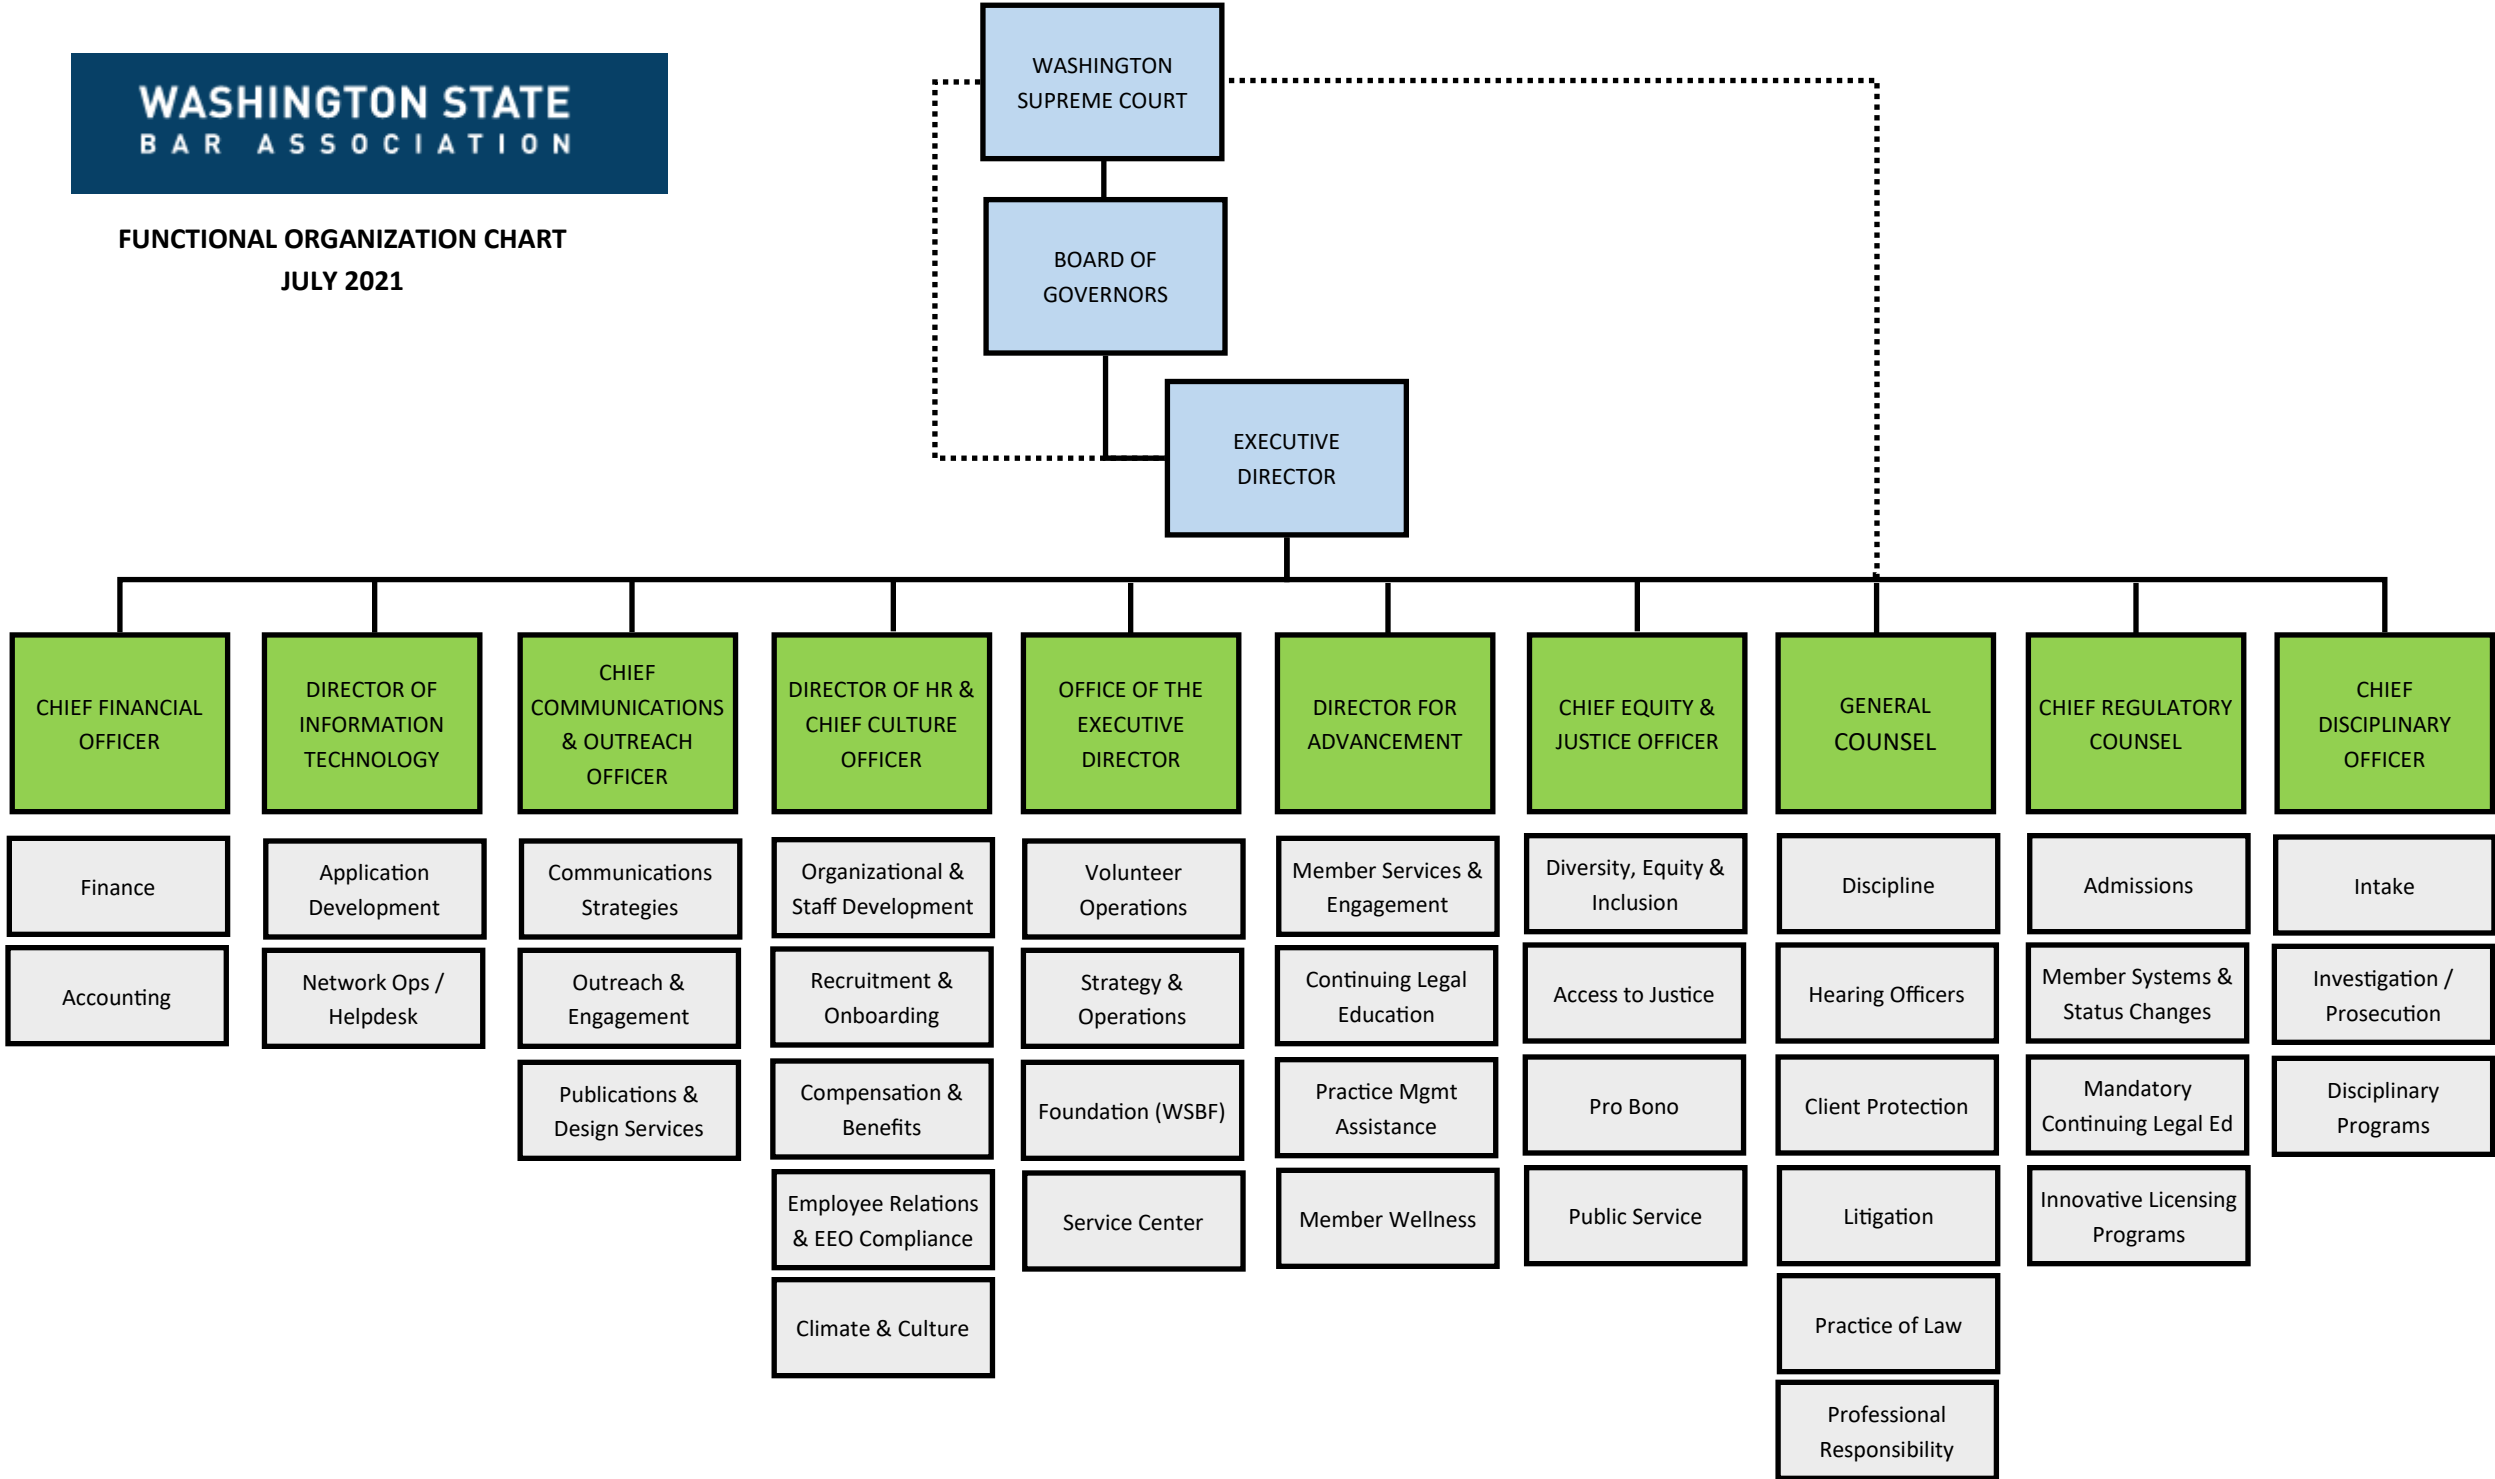 WASHINGTON STATE
BAR ASSOCIATION
FUNCTIONAL ORGANIZATION CHART
JULY 2021
WASHINGTON
SUPREME COURT
BOARD OF
GOVERNORS
EXECUTIVE
DIRECTOR
CHIEF FINANCIAL
OFFICER
Finance
Accounting
DIRECTOR OF
INFORMATION
TECHNOLOGY
Application
Development
Network Ops /
Helpdesk
CHIEF
COMMUNICATIONS
& OUTREACH
OFFICER
Communications
Strategies
Outreach &
Engagement
Publications &
Design Services
DIRECTOR OF HR &
CHIEF CULTURE
OFFICER
Organizational &
Staff Development
Recruitment &
Onboarding
Compensation &
Benefits
Employee Relations
& EEO Compliance
Climate & Culture
OFFICE OF THE
EXECUTIVE
DIRECTOR
Volunteer
Operations
Strategy &
Operations
Foundation (WSBF)
Service Center
DIRECTOR FOR
ADVANCEMENT
Member Services &
Engagement
Continuing Legal
Education
Practice Mgmt
Assistance
Member Wellness
CHIEF EQUITY &
JUSTICE OFFICER
Diversity, Equity &
Inclusion
Access to Justice
Pro Bono
Public Service
GENERAL
COUNSEL
Discipline
Hearing Officers
Client Protection
Litigation
Practice of Law
Professional
Responsibility
CHIEF REGULATORY
COUNSEL
Admissions
Member Systems &
Status Changes
Mandatory
Continuing Legal Ed
Innovative Licensing
Programs
CHIEF
DISCIPLINARY
OFFICER
Intake
Investigation /
Prosecution
Disciplinary
Programs